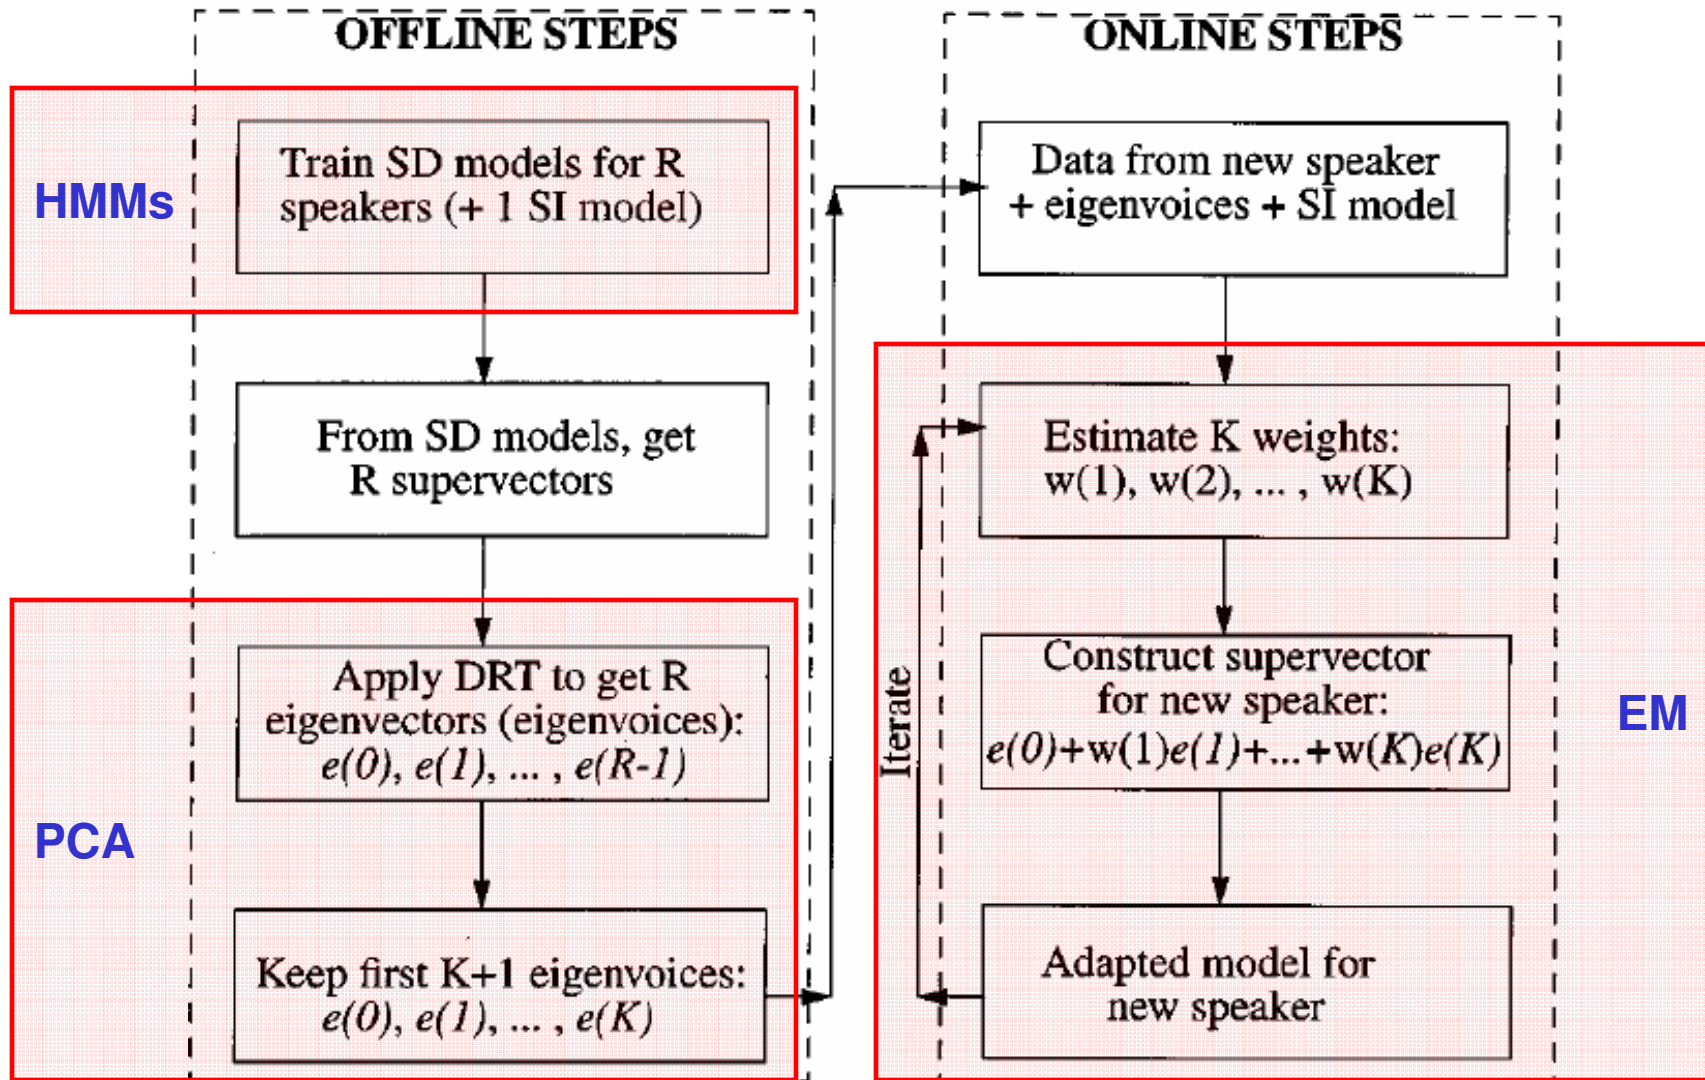 OFFLINE STEPS
HMMs
Train SD models for R
speakers (+ 1 SI model)
From SD models, get
R supervectors
PCA
Apply DRT to get R
eigenvectors (eigenvoices):
e(0), e(1), ... , e(R-1)
Keep first K+1 eigenvoices:
e(0), e(1), ... , e(K)
ONLINE STEPS
Data from new speaker
+ eigenvoices + SI model
Estimate K weights:
w(1), w(2), ... , w(K)
Iterate
Construct supervector
for new speaker:
e(0)+w(1)e(1)+...+w(K)e(K)
EM
Adapted model for
new speaker